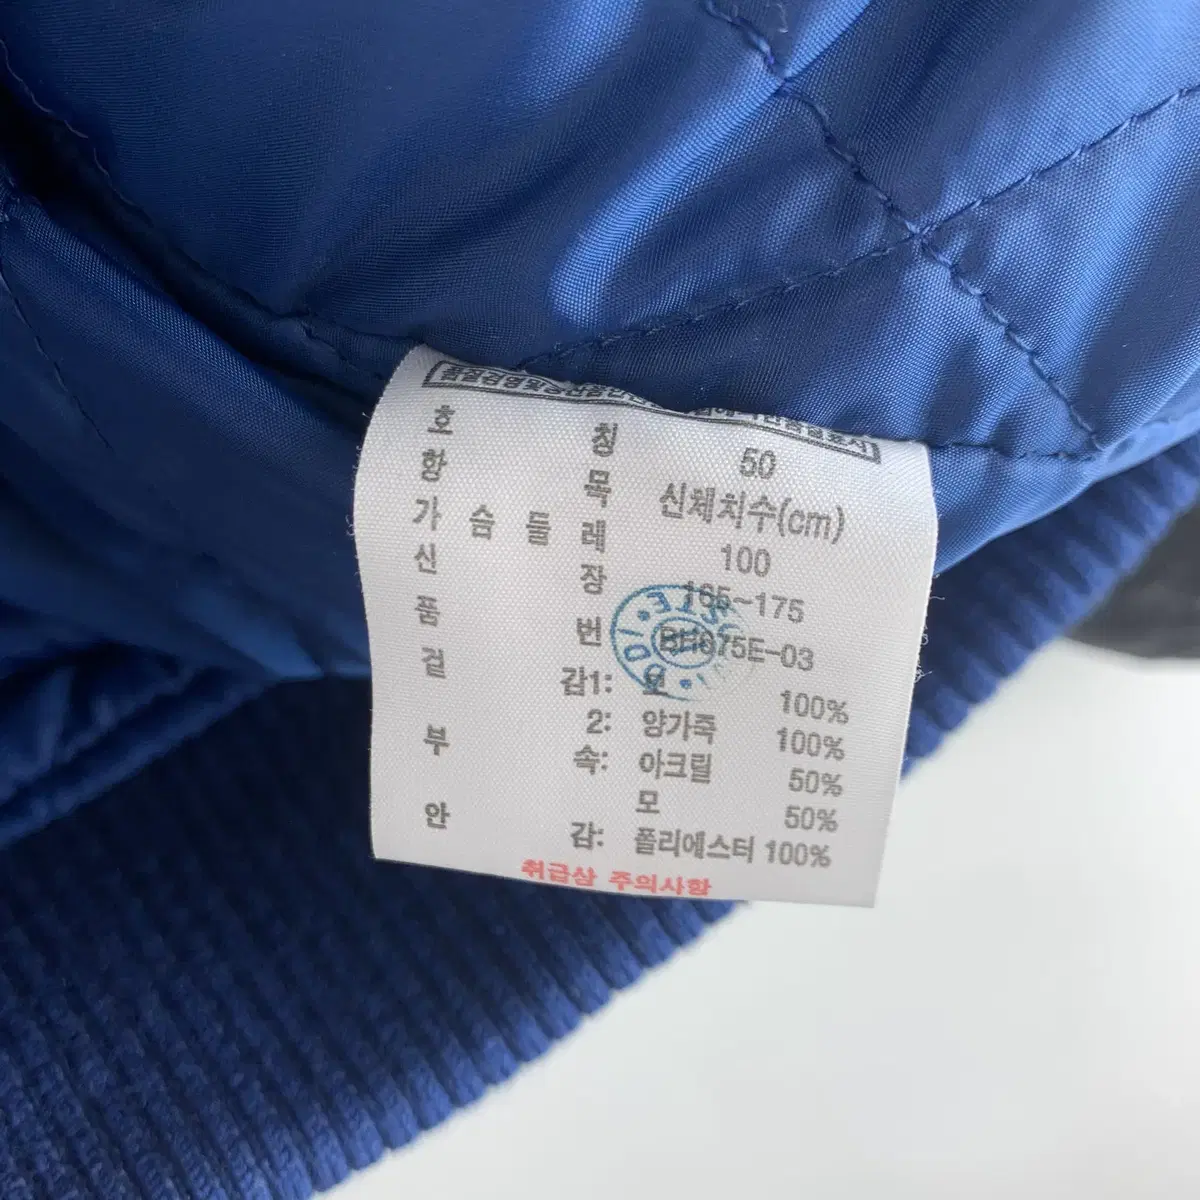 호 칭 50
항 목 신체치수(cm)
가 슴 둘 레 100
신 장 165~175
품 번 BH675E-03
겉 감1: 모 100%
2: 양가죽 100%
부 속: 아크릴 50%
모 50%
안 감: 폴리에스터 100%
취급상 주의사항